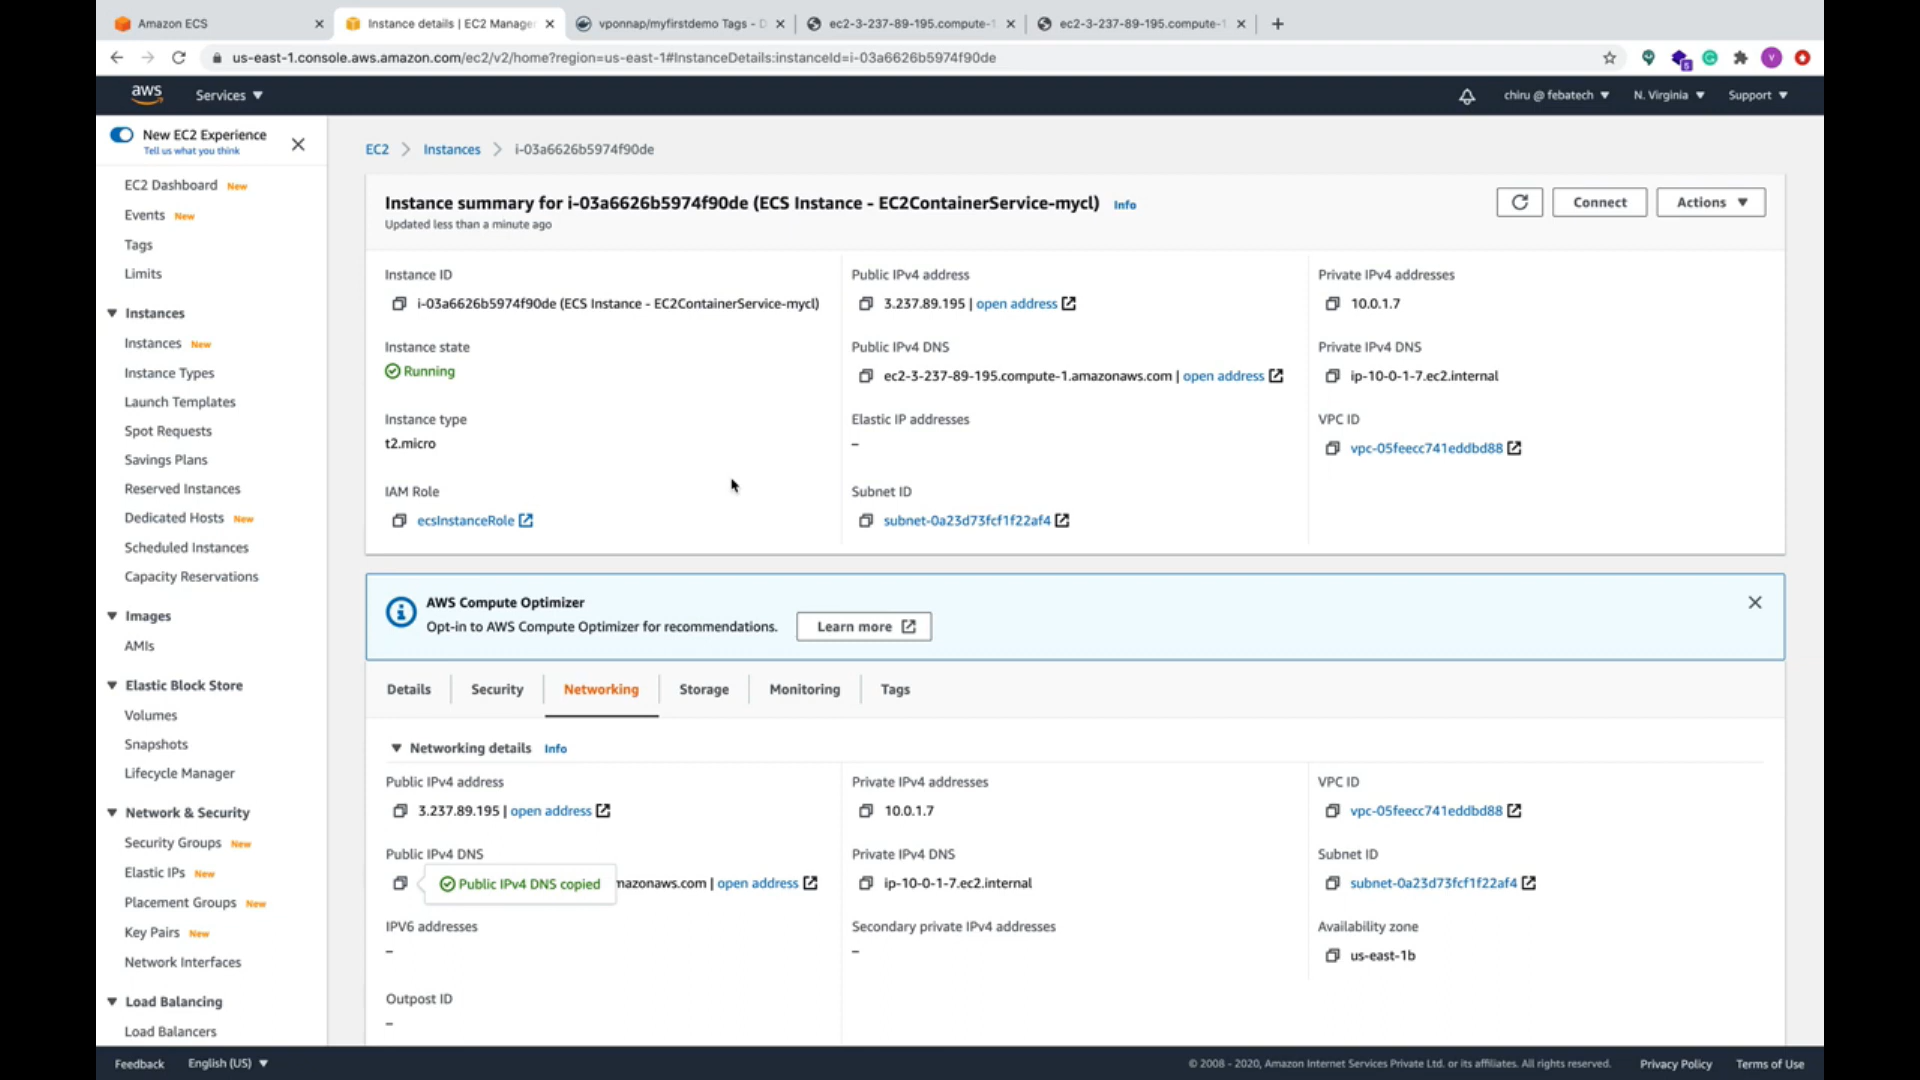 Amazon ECS
Instance details | EC2 Manage
vponnap/myfirstdemo Tags - D
ec2-3-237-89-195.compute-1
ec2-3-237-89-195.compute-1
us-east-1.console.aws.amazon.com/ec2/v2/home?region=us-east-1#InstanceDetails:instanceId=i-03a6626b5974f90de
5
Y
aws
Services
chiru @ febatech
N. Virginia
Support
New EC2 Experience
Tell us what you think
EC2 Dashboard New
Events New
Tags
Limits
Instances
Instances New
Instance Types
Launch Templates
Spot Requests
Savings Plans
Reserved Instances
Dedicated Hosts New
Scheduled Instances
Capacity Reservations
Images
AMIs
Elastic Block Store
Volumes
Snapshots
Lifecycle Manager
Network & Security
Security Groups New
Elastic IPs New
Placement Groups New
Key Pairs New
Network Interfaces
Load Balancing
Load Balancers
EC2 > Instances > i-03a6626b5974f90de
Instance summary for i-03a6626b5974f90de (ECS Instance - EC2ContainerService-mycl) Info
Updated less than a minute ago
Connect
Actions
Instance ID
i-03a6626b5974f90de (ECS Instance - EC2ContainerService-mycl)
Public IPv4 address
3.237.89.195 | open address
Private IPv4 addresses
10.0.1.7
Instance state
Running
Public IPv4 DNS
ec2-3-237-89-195.compute-1.amazonaws.com | open address
Private IPv4 DNS
ip-10-0-1-7.ec2.internal
Instance type
t2.micro
Elastic IP addresses
–
VPC ID
vpc-05feecc741eddbd88
IAM Role
ecsInstanceRole
Subnet ID
subnet-0a23d73fcf1f22af4
AWS Compute Optimizer
Opt-in to AWS Compute Optimizer for recommendations.
Learn more
Details
Security
Networking
Storage
Monitoring
Tags
Networking details Info
Public IPv4 address
3.237.89.195 | open address
Private IPv4 addresses
10.0.1.7
VPC ID
vpc-05feecc741eddbd88
Public IPv4 DNS
Public IPv4 DNS copied
mazonaws.com | open address
Private IPv4 DNS
ip-10-0-1-7.ec2.internal
Subnet ID
subnet-0a23d73fcf1f22af4
IPV6 addresses
–
Secondary private IPv4 addresses
–
Availability zone
us-east-1b
Outpost ID
–
Feedback
English (US)
© 2008 - 2020, Amazon Internet Services Private Ltd. or its affiliates. All rights reserved.
Privacy Policy
Terms of Use